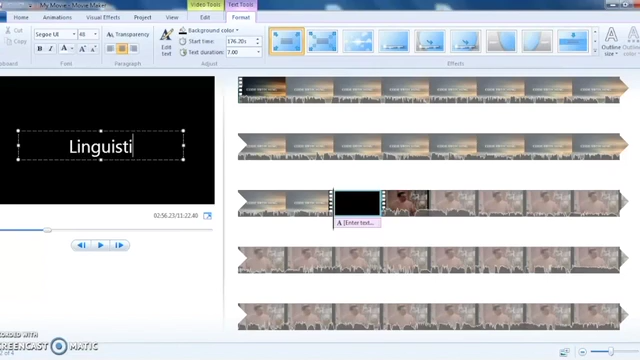 My Movie - Movie Maker
Video Tools
Text Tools
Home
Animations
Visual Effects
Project
View
Edit
Format
Cut
Copy
Segoe UI
48
Transparency
Paragraph
Edit text
Background color
Start time: 176.20s
Text duration: 7.00
Adjust
Effects
Outline size
Linguisti
02:56.23/11:22.40
A [Enter text...
RECORDED WITH
SCREENCAST MATIC